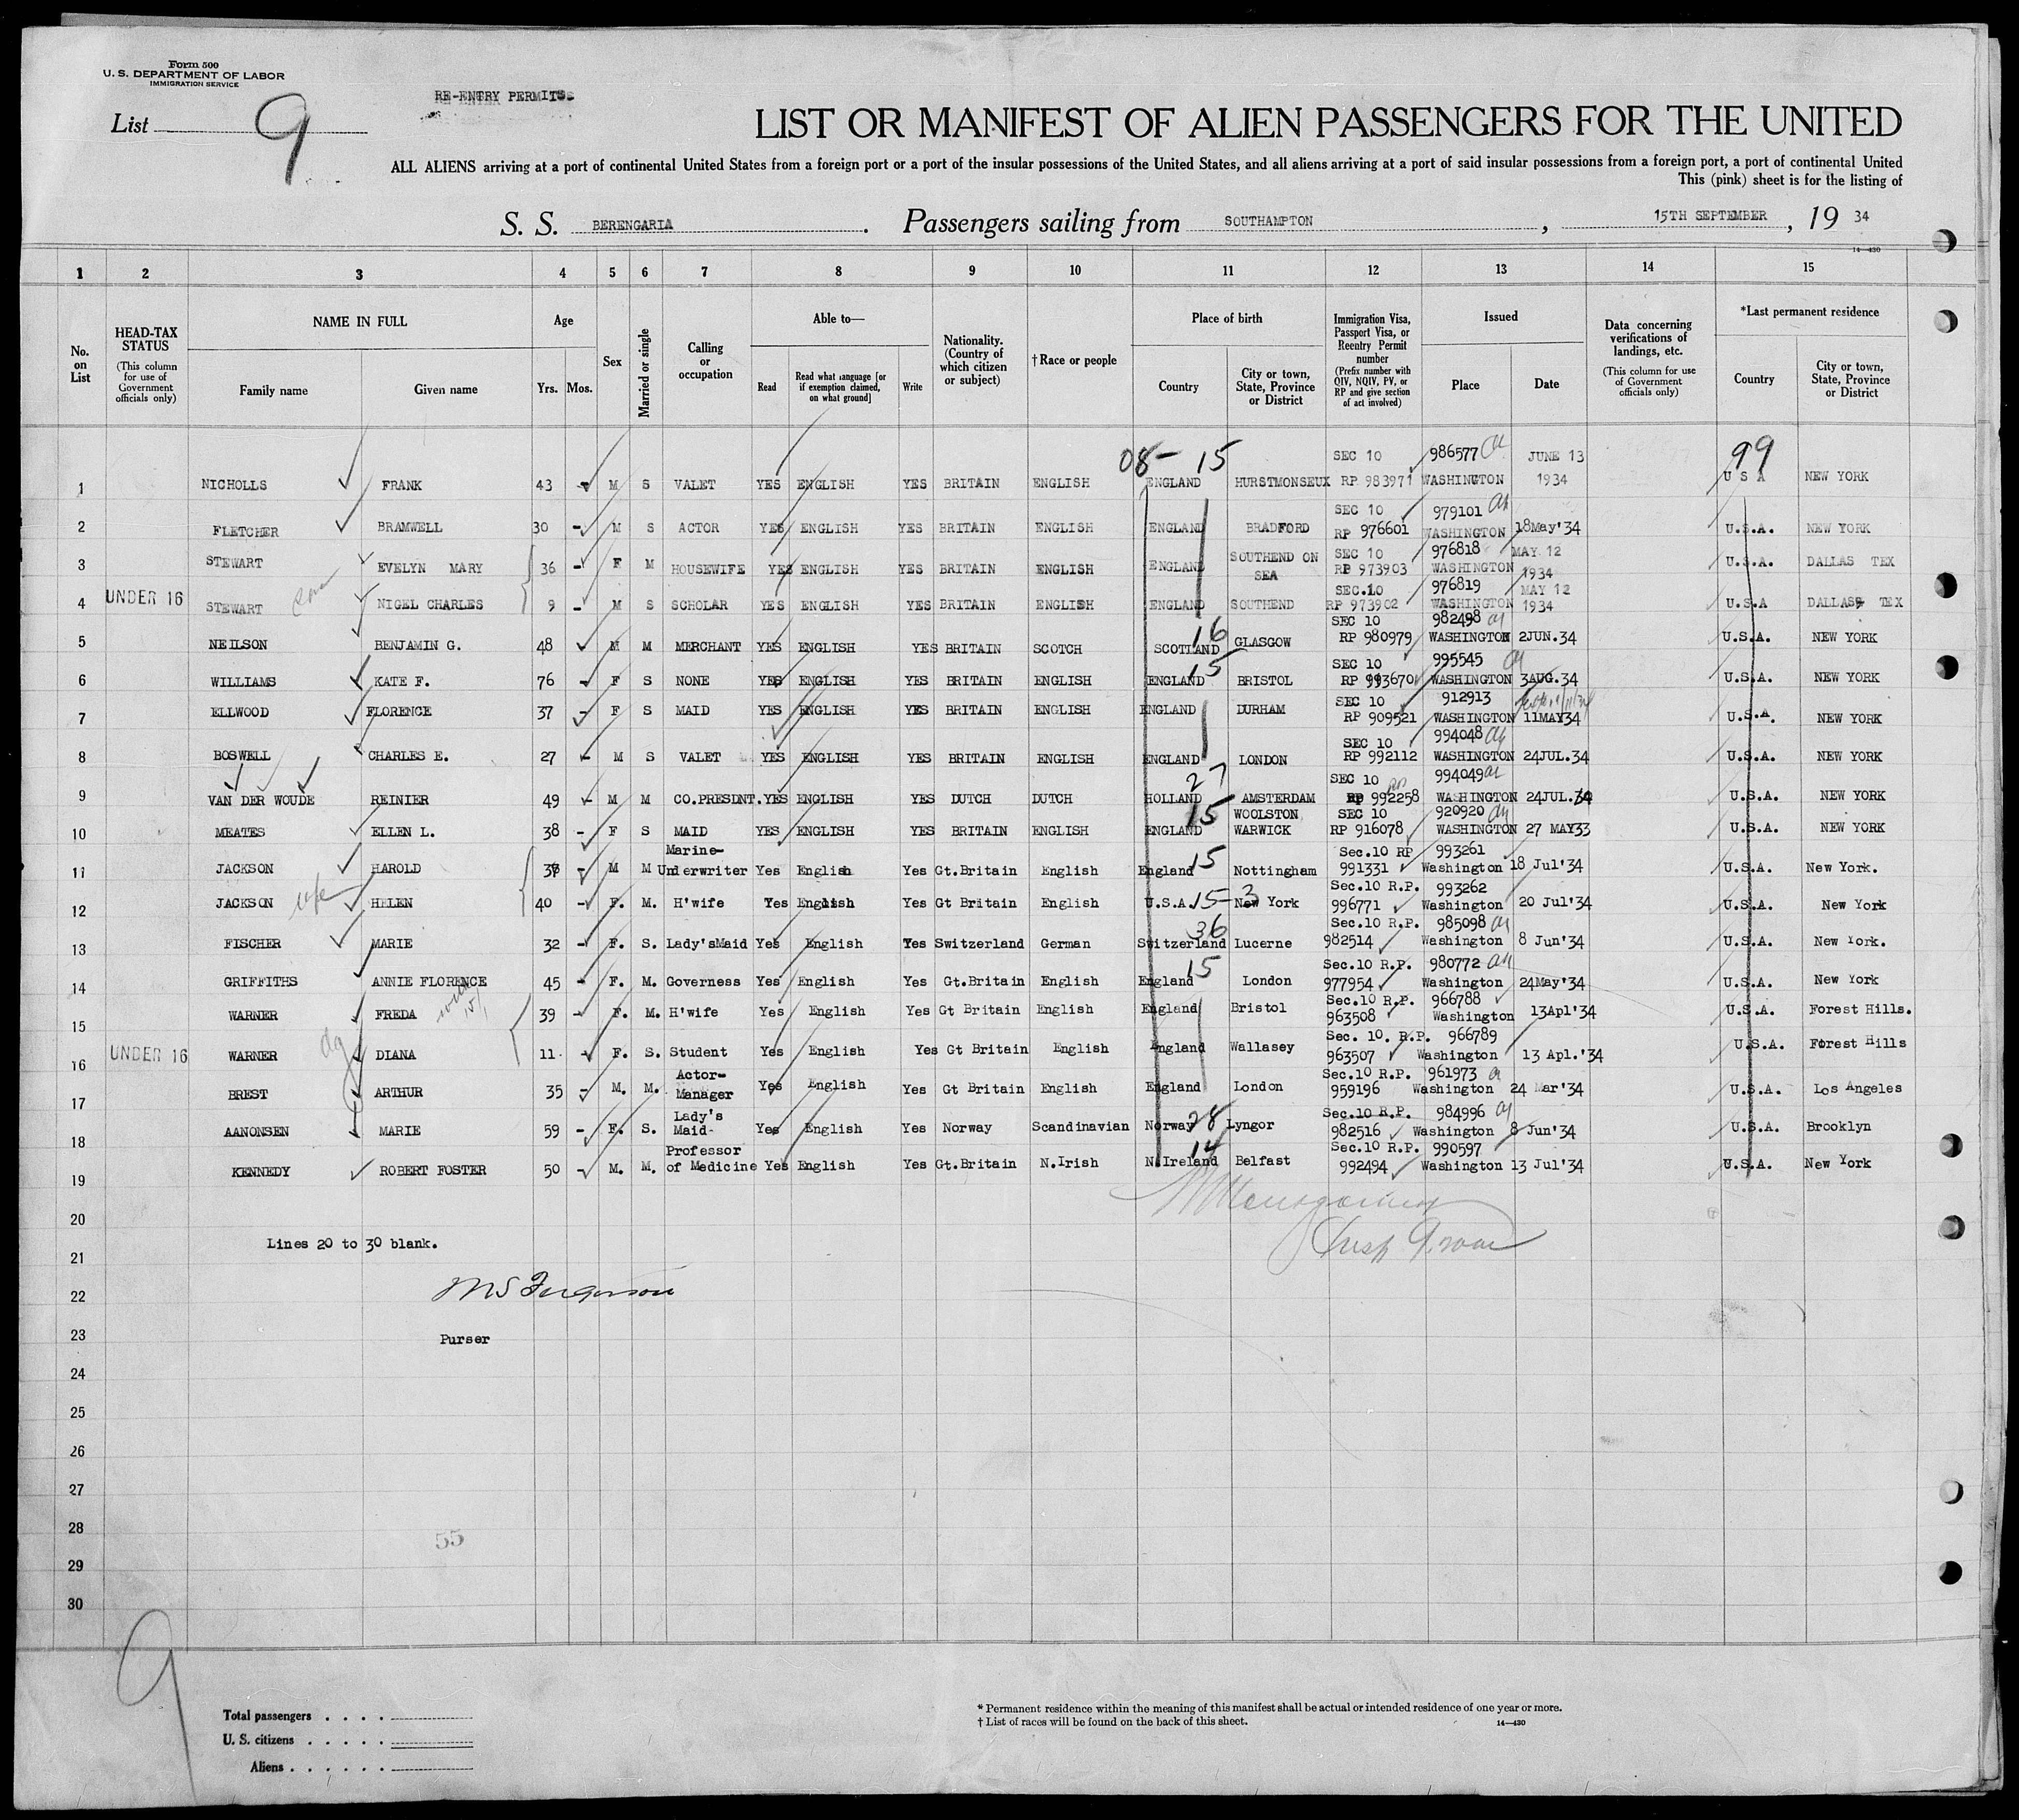 Form 500
U. S. DEPARTMENT OF LABOR
IMMIGRATION SERVICE
RE-ENTRY PERMITS
List 9
LIST OR MANIFEST OF ALIEN PASSENGERS FOR THE UNITED
ALL ALIENS arriving at a port of continental United States from a foreign port or a port of the insular possessions of the United States, and all aliens arriving at a port of said insular possessions from a foreign port, a port of continental United
This (pink) sheet is for the listing of
S. S. BERENGARIA. Passengers sailing from SOUTHAMPTON, 15TH SEPTEMBER, 19 34
14—430
1 2 3 4 5 6 7 8 9 10 11 12 13 14 15
No. on List
HEAD-TAX STATUS (This column for use of Government officials only)
NAME IN FULL Family name Given name
Age Yrs. Mos.
Sex
Married or single
Calling or occupation
Able to— Read Read what language [or if exemption claimed, on what ground] Write
Nationality. (Country of which citizen or subject)
†Race or people
Place of birth Country City or town, State, Province or District
Immigration Visa, Passport Visa, or Reentry Permit number (Prefix number with QIV, NQIV, PV, or RP and give section of act involved)
Issued Place Date
Data concerning verifications of landings, etc. (This column for use of Government officials only)
*Last permanent residence Country City or town, State, Province or District
08- 15 99
1 NICHOLLS FRANK 43 - M S VALET YES ENGLISH YES BRITAIN ENGLISH ENGLAND HURSTMONSEUX SEC 10 RP 983971 986577 WASHINGTON JUNE 13 1934 U S A NEW YORK
2 FLETCHER BRAMWELL 30 - M S ACTOR YES ENGLISH YES BRITAIN ENGLISH ENGLAND BRADFORD SEC 10 RP 976601 979101 WASHINGTON 18May'34 U.S.A. NEW YORK
3 STEWART EVELYN MARY 36 - F M HOUSEWIFE YES ENGLISH YES BRITAIN ENGLISH ENGLAND SOUTHEND ON SEA SEC 10 RP 973903 976818 WASHINGTON MAY 12 1934 U.S.A. DALLAS TEX
4 UNDER 16 STEWART son NIGEL CHARLES 9 - M S SCHOLAR YES ENGLISH YES BRITAIN ENGLISH ENGLAND SOUTHEND SEC.10 RP 973902 976819 WASHINGTON MAY 12 1934 U.S.A DALLAS TEX
5 NEILSON BENJAMIN G. 48 M M MERCHANT YES ENGLISH YES BRITAIN SCOTCH SCOTLAND 16 GLASGOW SEC 10 RP 980979 982498 WASHINGTON 2JUN.34 U.S.A. NEW YORK
6 WILLIAMS KATE F. 76 - F S NONE YES ENGLISH YES BRITAIN ENGLISH ENGLAND 15 BRISTOL SEC 10 RP 993670 995545 WASHINGTON 3AUG.34 U.S.A. NEW YORK
7 ELLWOOD FLORENCE 37 - F S MAID YES ENGLISH YES BRITAIN ENGLISH ENGLAND DURHAM SEC 10 RP 909521 912913 WASHINGTON 11MAY34 U.S.A. NEW YORK
8 BOSWELL CHARLES E. 27 - M S VALET YES ENGLISH YES BRITAIN ENGLISH ENGLAND LONDON SEC 10 RP 992112 994048 WASHINGTON 24JUL.34 U.S.A. NEW YORK
9 VAN DER WOUDE REINIER 49 - M M CO.PRESDNT. YES ENGLISH YES DUTCH DUTCH HOLLAND 27 AMSTERDAM SEC 10 RP 992258 994049 WASHINGTON 24JUL.34 U.S.A. NEW YORK
10 MEATES ELLEN L. 38 - F S MAID YES ENGLISH YES BRITAIN ENGLISH ENGLAND 15 WOOLSTON WARWICK SEC 10 RP 916078 920920 WASHINGTON 27 MAY33 U.S.A. NEW YORK
11 JACKSON HAROLD 37 - M M Marine-Underwriter Yes English Yes Gt.Britain English England 15 Nottingham Sec.10 RP 991331 993261 Washington 18 Jul'34 U.S.A. New York.
12 JACKSON wife HELEN 40 - F. M. H'wife Yes English Yes Gt Britain English U.S.A. 15-3 New York Sec.10 R.P. 996771 993262 Washington 20 Jul'34 U.S.A. New York
13 FISCHER MARIE 32 - F. S. Lady'sMaid Yes English Yes Switzerland German Switzerland 36 Lucerne Sec.10 R.P. 982514 985098 Washington 8 Jun'34 U.S.A. New York.
14 GRIFFITHS ANNIE FLORENCE 45 - F. M. Governess Yes English Yes Gt.Britain English England 15 London Sec.10 R.P. 977954 980772 Washington 24May'34 U.S.A. New York
15 WARNER FREDA 39 - F. M. H'wife Yes English Yes Gt Britain English England Bristol Sec.10 R.P. 963508 966788 Washington 13Apl'34 U.S.A. Forest Hills.
16 UNDER 16 WARNER DIANA 11. - F. S. Student Yes English Yes Gt Britain English England Wallasey Sec. 10. R.P. 963507 966789 Washington 13 Apl.'34 U.S.A. Forest Hills
17 BREST ARTHUR 35 - M. M. Actor-Manager Yes English Yes Gt Britain English England London Sec.10 R.P. 959196 961973 Washington 24 Mar'34 U.S.A. Los Angeles
18 AANONSEN MARIE 59 - F. S. Lady's Maid- Yes English Yes Norway Scandinavian Norway 28 Lyngor Sec.10 R.P. 982516 984996 Washington 8 Jun'34 U.S.A. Brooklyn
19 KENNEDY ROBERT FOSTER 50 - M. M. Professor of Medicine Yes English Yes Gt.Britain N.Irish N.Ireland 14 Belfast Sec.10 R.P. 992494 990597 Washington 13 Jul'34 U.S.A. New York
20
Lines 20 to 30 blank.
21
22
23 Purser
24
25
26
27
28 55
29
30
9
Total passengers . . . .
U. S. citizens . . . . .
Aliens . . . . . .
* Permanent residence within the meaning of this manifest shall be actual or intended residence of one year or more.
† List of races will be found on the back of this sheet.
14—430